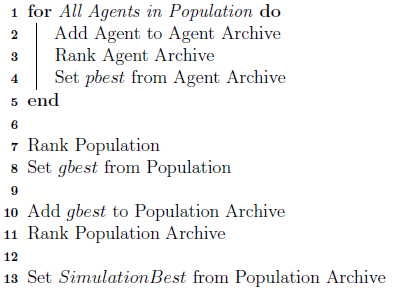 1 for All Agents in Population do
2 Add Agent to Agent Archive
3 Rank Agent Archive
4 Set pbest from Agent Archive
5 end
6
7 Rank Population
8 Set gbest from Population
9
10 Add gbest to Population Archive
11 Rank Population Archive
12
13 Set SimulationBest from Population Archive